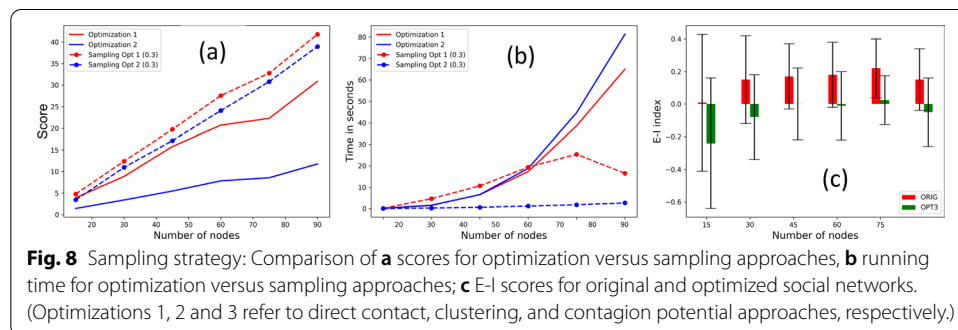 (a)
Optimization 1
Optimization 2
Sampling Opt 1 (0.3)
Sampling Opt 2 (0.3)
Score
40
35
30
25
20
15
10
5
0
20 30 40 50 60 70 80 90
Number of nodes
(b)
Optimization 1
Optimization 2
Sampling Opt 1 (0.3)
Sampling Opt 2 (0.3)
Time in seconds
80
70
60
50
40
30
20
10
0
20 30 40 50 60 70 80 90
Number of nodes
(c)
E-I index
0.4
0.2
0.0
−0.2
−0.4
−0.6
15 30 45 60 75
Number of nodes
ORIG
OPT3
Fig. 8 Sampling strategy: Comparison of a scores for optimization versus sampling approaches, b running
time for optimization versus sampling approaches; c E-I scores for original and optimized social networks.
(Optimizations 1, 2 and 3 refer to direct contact, clustering, and contagion potential approaches, respectively.)